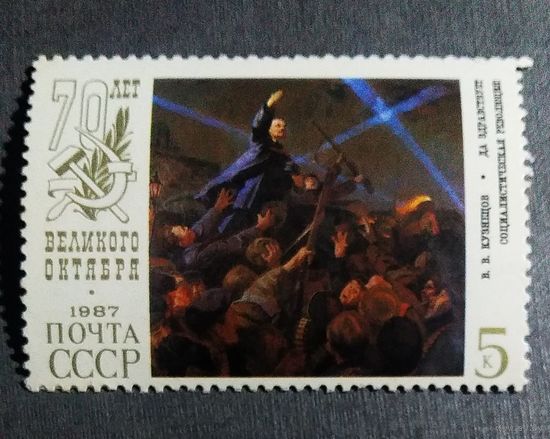 70 ЛЕТ
ВЕЛИКОГО
ОКТЯБРЯ
•
1987
ПОЧТА
СССР
В. В. КУЗНЕЦОВ • ДА ЗДРАВСТВУЕТ
СОЦИАЛИСТИЧЕСКАЯ РЕВОЛЮЦИЯ!
5
К